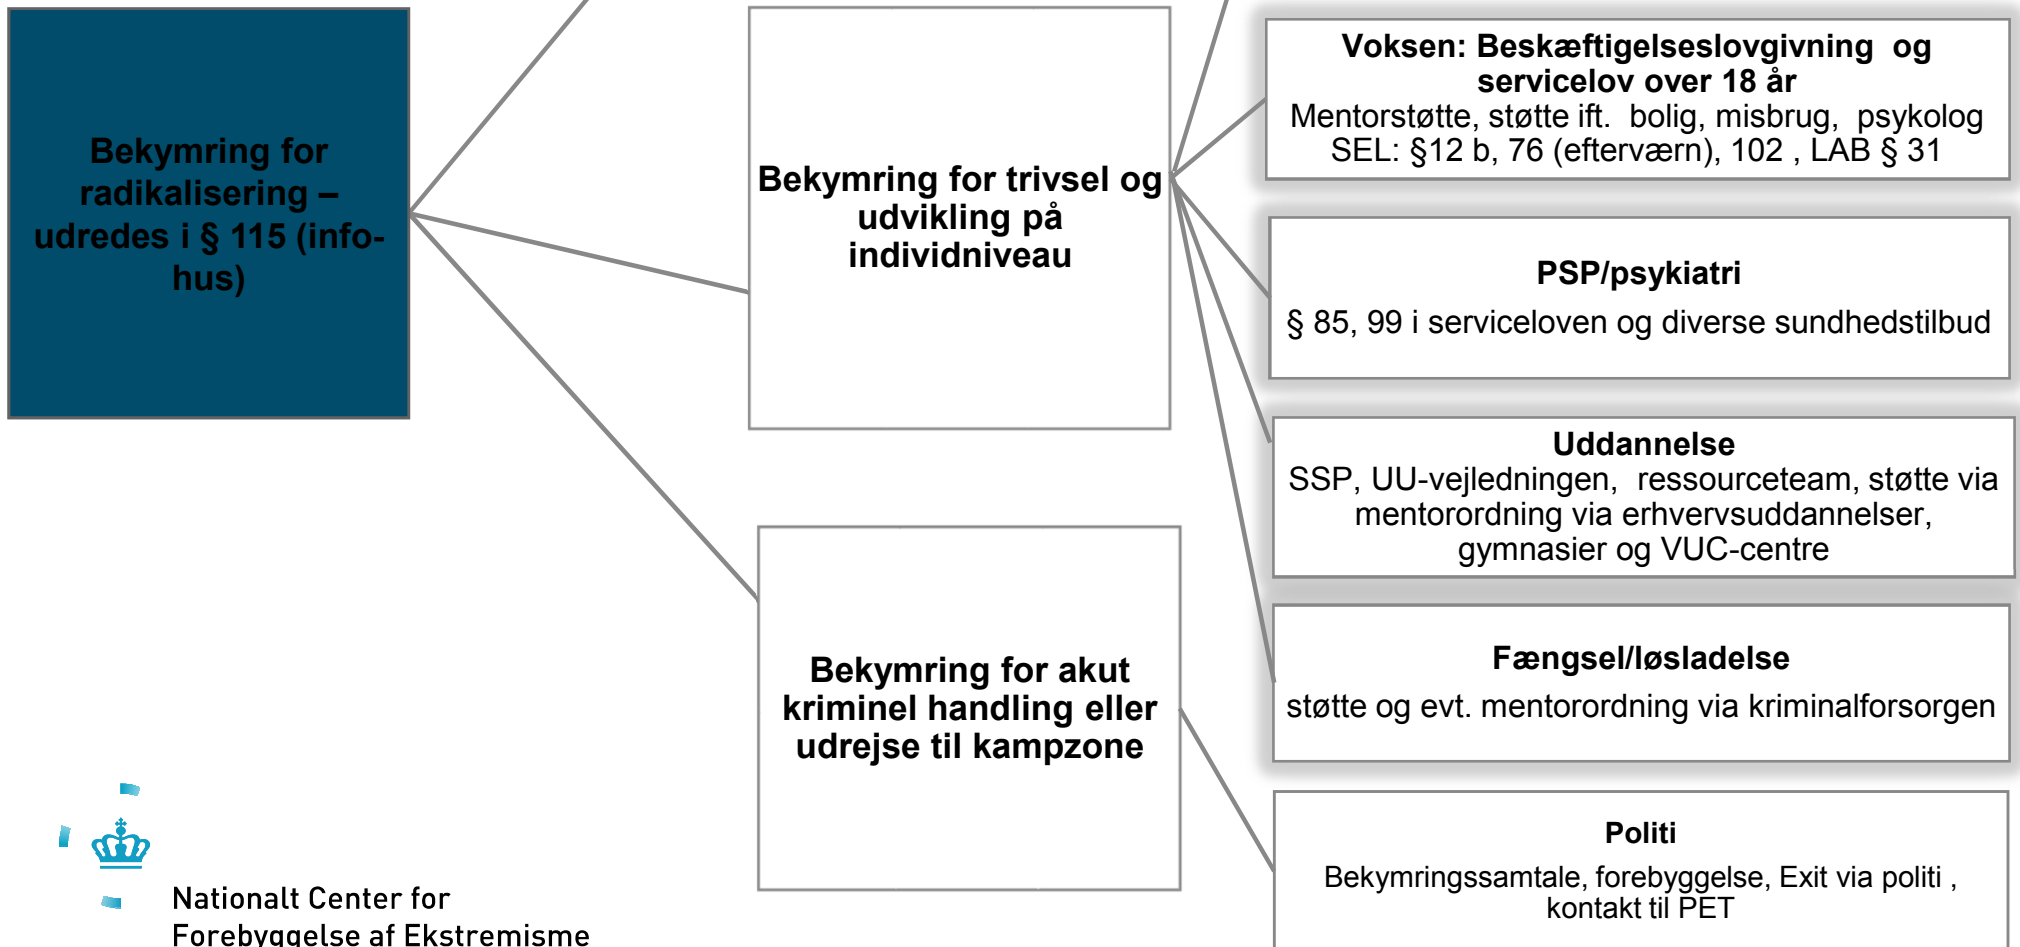 Bekymring for
radikalisering –
udredes i § 115 (info-
hus)
Bekymring for trivsel og
udvikling på
individniveau
Bekymring for akut
kriminel handling eller
udrejse til kampzone
Voksen: Beskæftigelseslovgivning og
servicelov over 18 år
Mentorstøtte, støtte ift. bolig, misbrug, psykolog
SEL: §12 b, 76 (efterværn), 102 , LAB § 31
PSP/psykiatri
§ 85, 99 i serviceloven og diverse sundhedstilbud
Uddannelse
SSP, UU-vejledningen, ressourceteam, støtte via
mentorordning via erhvervsuddannelser,
gymnasier og VUC-centre
Fængsel/løsladelse
støtte og evt. mentorordning via kriminalforsorgen
Politi
Bekymringssamtale, forebyggelse, Exit via politi ,
kontakt til PET
Nationalt Center for
Forebyggelse af Ekstremisme